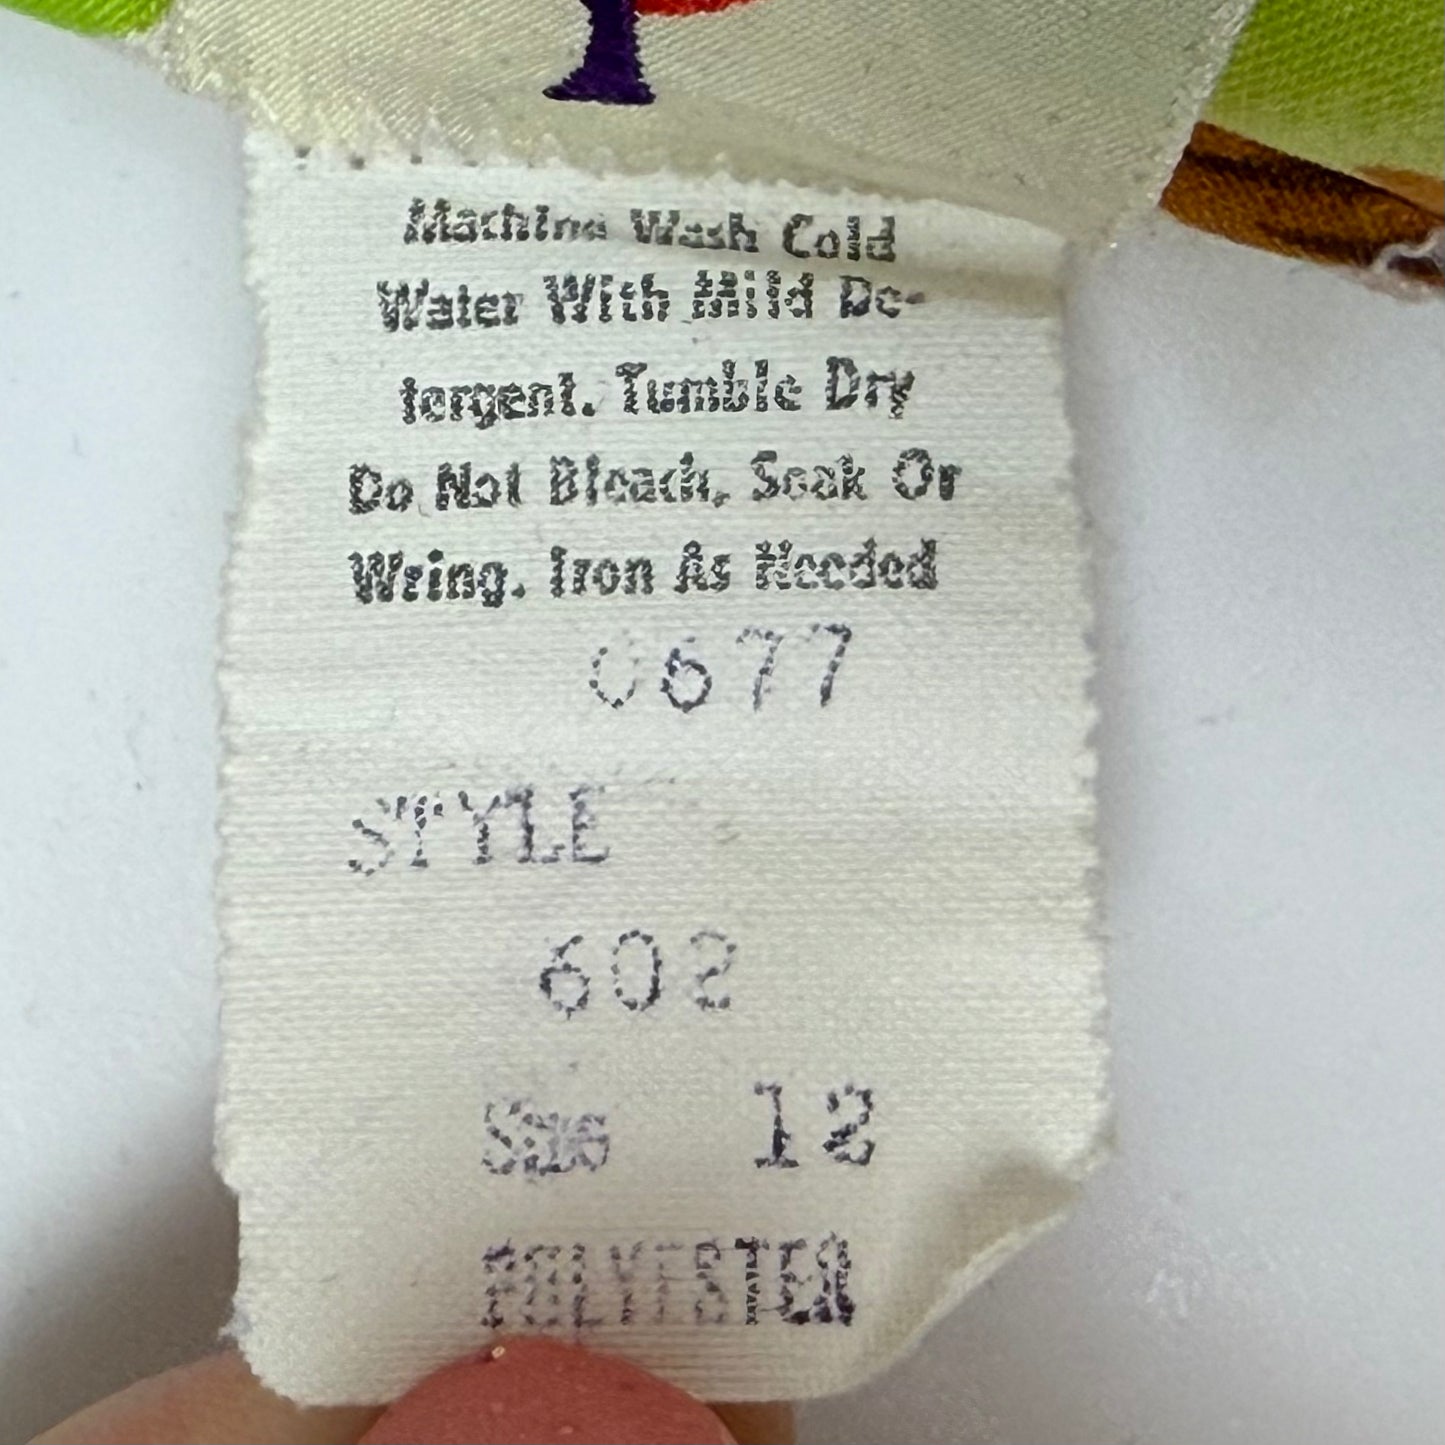 Machine Wash Cold
Water With Mild De-
tergent. Tumble Dry
Do Not Bleach, Soak Or
Wring. Iron As Needed
0677
STYLE
602
Size 12
POLYESTER